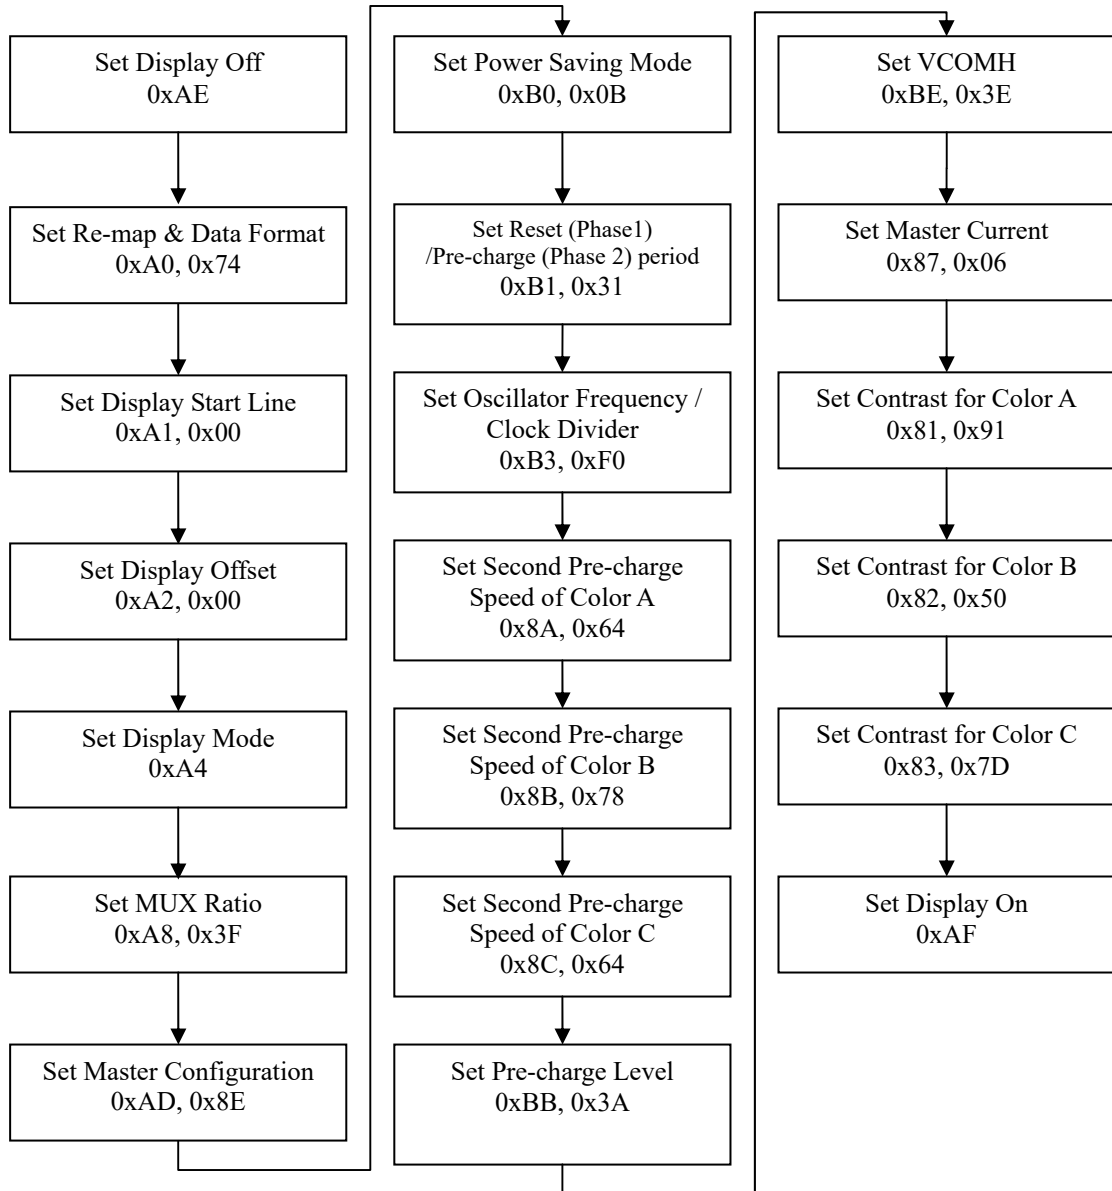 Set Display Off
0xAE
Set Re-map & Data Format
0xA0, 0x74
Set Display Start Line
0xA1, 0x00
Set Display Offset
0xA2, 0x00
Set Display Mode
0xA4
Set MUX Ratio
0xA8, 0x3F
Set Master Configuration
0xAD, 0x8E
Set Power Saving Mode
0xB0, 0x0B
Set Reset (Phase1)
/Pre-charge (Phase 2) period
0xB1, 0x31
Set Oscillator Frequency /
Clock Divider
0xB3, 0xF0
Set Second Pre-charge
Speed of Color A
0x8A, 0x64
Set Second Pre-charge
Speed of Color B
0x8B, 0x78
Set Second Pre-charge
Speed of Color C
0x8C, 0x64
Set Pre-charge Level
0xBB, 0x3A
Set VCOMH
0xBE, 0x3E
Set Master Current
0x87, 0x06
Set Contrast for Color A
0x81, 0x91
Set Contrast for Color B
0x82, 0x50
Set Contrast for Color C
0x83, 0x7D
Set Display On
0xAF